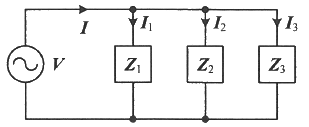 I I₁ I₂ I₃
V Z₁ Z₂ Z₃